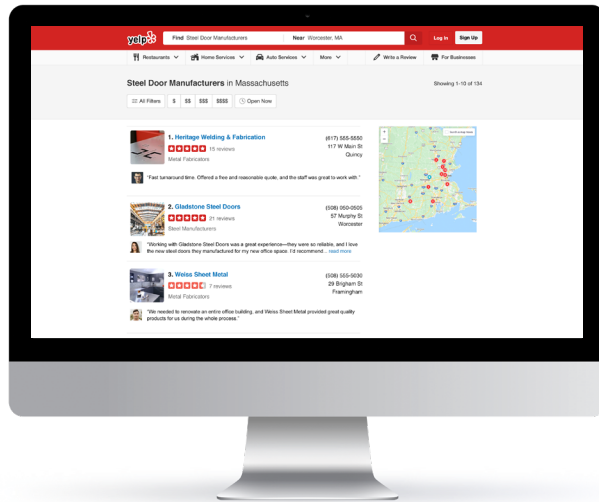 yelp
Find Steel Door Manufacturers Near Worcester, MA Log In Sign Up
Restaurants Home Services Auto Services More Write a Review For Businesses
Steel Door Manufacturers in Massachusetts Showing 1-10 of 134
All Filters $ $$ $$$ $$$$ Open Now
1. Heritage Welding & Fabrication (617) 555-5550
15 reviews 117 W Main St
Metal Fabricators Quincy
"Fast turnaround time. Offered a free and reasonable quote, and the staff was great to work with "
2. Gladstone Steel Doors (508) 050-0505
21 reviews 57 Murphy St
Steel Manufacturers Worcester
"Working with Gladstone Steel Doors was a great experience—they were so reliable, and I love
the new steel doors they manufactured for my new office space. I'd recommend... read more
3. Weiss Sheet Metal (508) 555-5030
7 reviews 29 Brigham St
Metal Fabricators Framingham
"We needed to renovate an entire office building, and Weiss Sheet Metal provided great quality
products for us during the whole process."